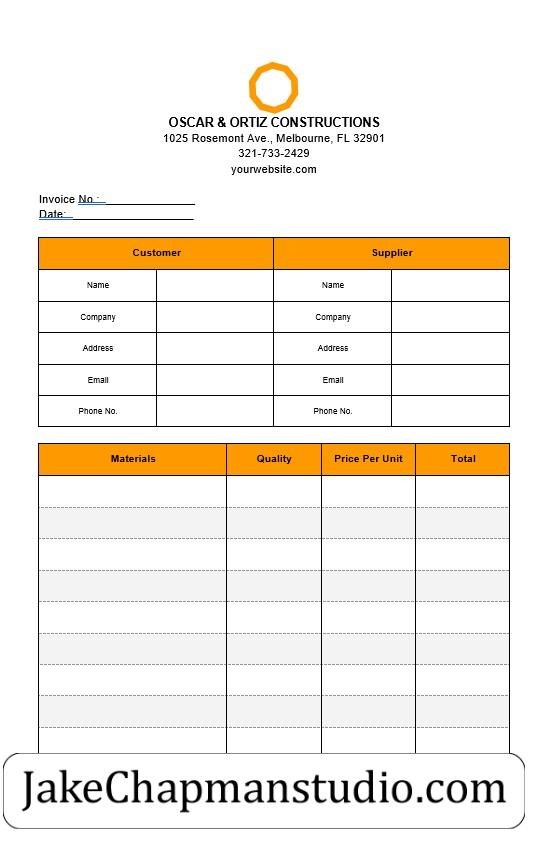 OSCAR & ORTIZ CONSTRUCTIONS
1025 Rosemont Ave., Melbourne, FL 32901
321-733-2429
yourwebsite.com
Invoice No.: _______________
Date: ____________________
Customer Supplier
Name Name
Company Company
Address Address
Email Email
Phone No. Phone No.
Materials Quality Price Per Unit Total
JakeChapmanstudio.com